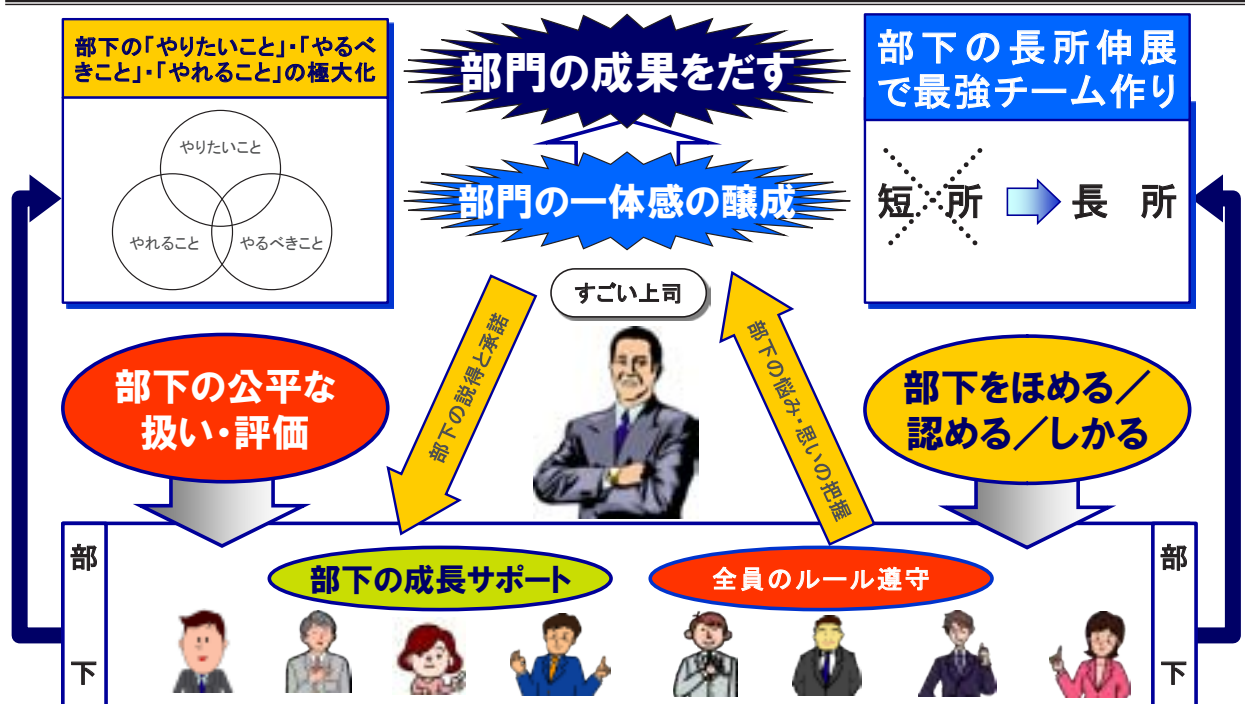 部下の「やりたいこと」・「やるべ
きこと」・「やれること」の極大化
やりたいこと
やれること
やるべきこと
部門の成果をだす
部門の一体感の醸成
部下の長所伸展
で最強チーム作り
短所
長所
すごい上司
部下の説得と承諾
部下の悩み・思いの把握
部下の公平な
扱い・評価
部下をほめる／
認める／しかる
部下
部下の成長サポート
全員のルール遵守
部下